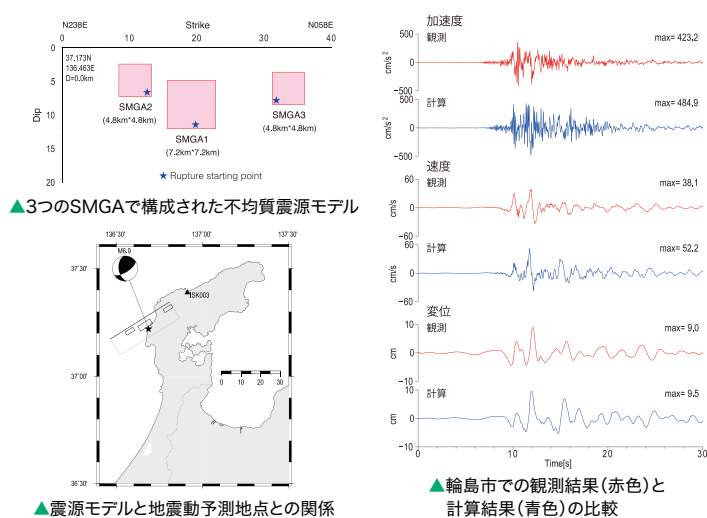 N238E Strike N058E
0 10 20 30 40
0
5
10
15
20
Dip
37.173N
136.463E
D=0.0km
SMGA2
(4.8km*4.8km)
SMGA1
(7.2km*7.2km)
SMGA3
(4.8km*4.8km)
★Rupture starting point
▲3つのSMGAで構成された不均質震源モデル
136˚30' 137˚00' 137˚30'
M6.9
37˚30'
37˚00'
36˚30'
ISK003
0 10 20 30
▲震源モデルと地震動予測地点との関係
加速度
観測 max= 423.2
500
0
−500
cm/s²
計算 max= 484.9
500
0
−500
cm/s²
速度
観測 max= 38.1
60
0
−60
cm/s
計算 max= 52.2
60
0
−60
cm/s
変位
観測 max= 9.0
10
0
−10
cm
計算 max= 9.5
10
0
−10
cm
0 10 20 30
Time[s]
▲輪島市での観測結果(赤色)と
計算結果(青色)の比較